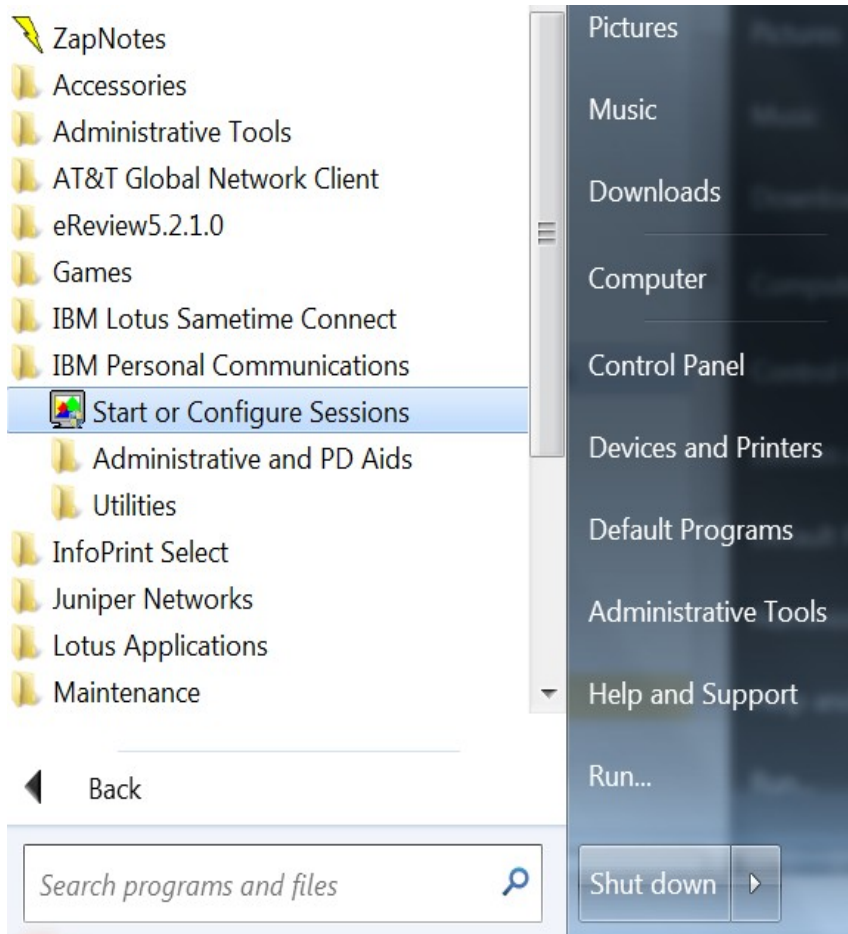 ZapNotes
Accessories
Administrative Tools
AT&T Global Network Client
eReview5.2.1.0
Games
IBM Lotus Sametime Connect
IBM Personal Communications
Start or Configure Sessions
Administrative and PD Aids
Utilities
InfoPrint Select
Juniper Networks
Lotus Applications
Maintenance
Back
Search programs and files
Pictures
Music
Downloads
Computer
Control Panel
Devices and Printers
Default Programs
Administrative Tools
Help and Support
Run...
Shut down